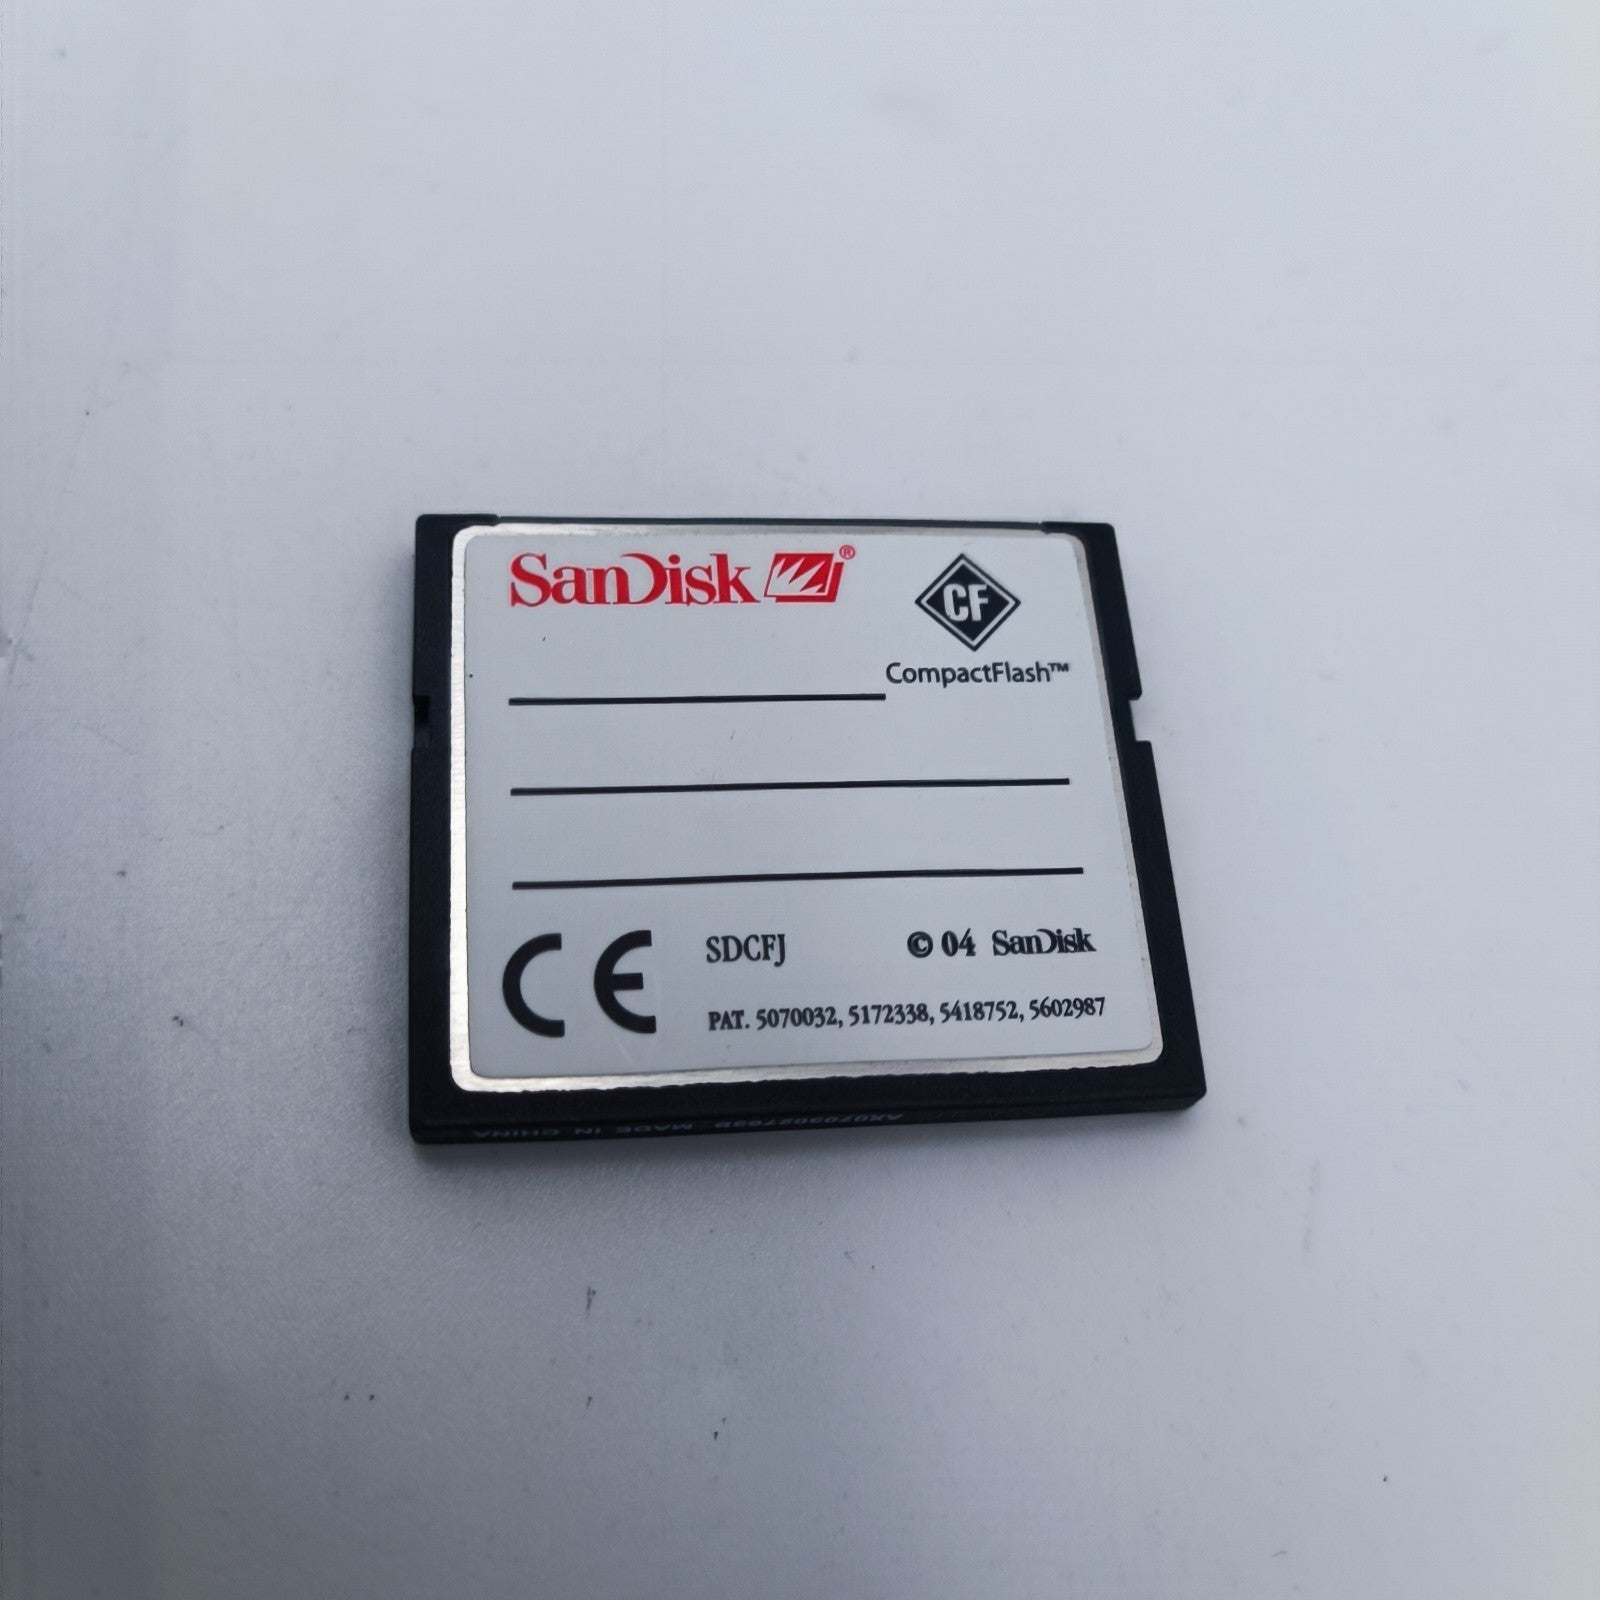 SanDisk ®
CF
CompactFlash™
CE
SDCFJ © 04 SanDisk
PAT. 5070032, 5172338, 5418752, 5602987
MADE IN CHINA